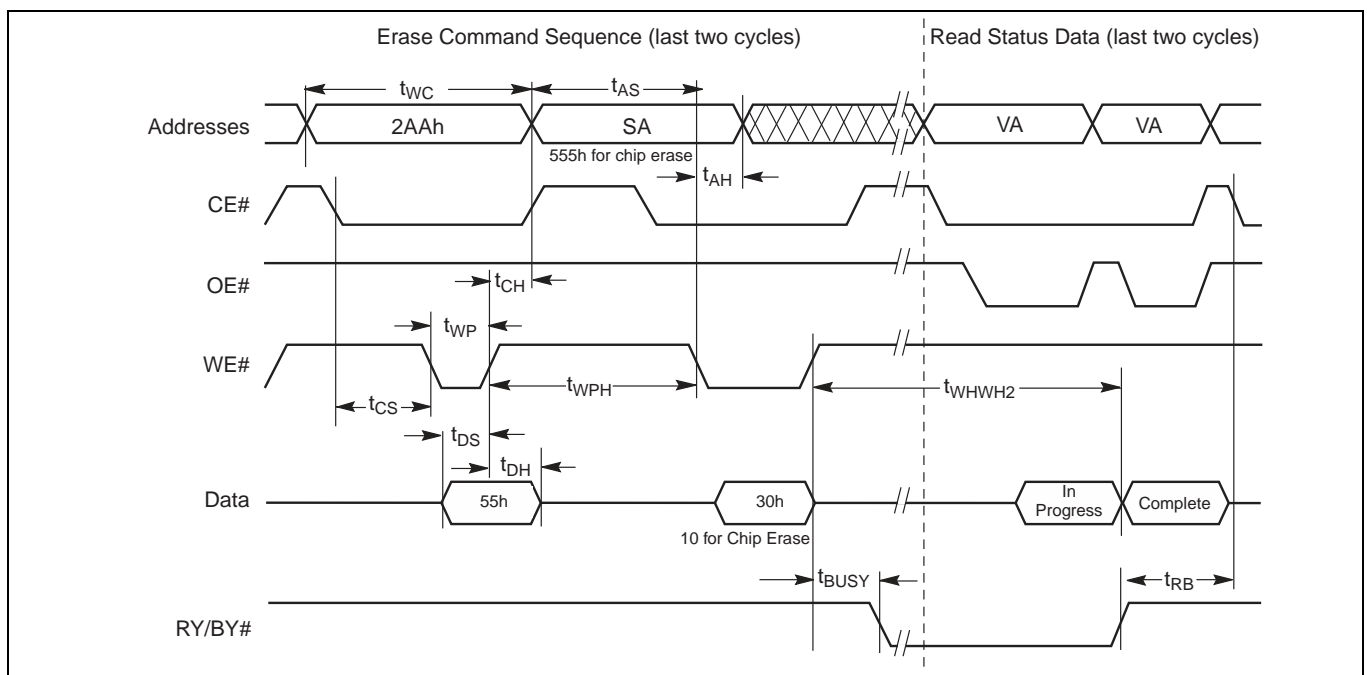 Erase Command Sequence (last two cycles)
Read Status Data (last two cycles)
tWC
tAS
Addresses
2AAh
SA
VA
VA
555h for chip erase
tAH
CE#
OE#
tCH
tWP
WE#
tWPH
tWHWH2
tCS
tDS
tDH
Data
55h
30h
In
Progress
Complete
10 for Chip Erase
tBUSY
tRB
RY/BY#